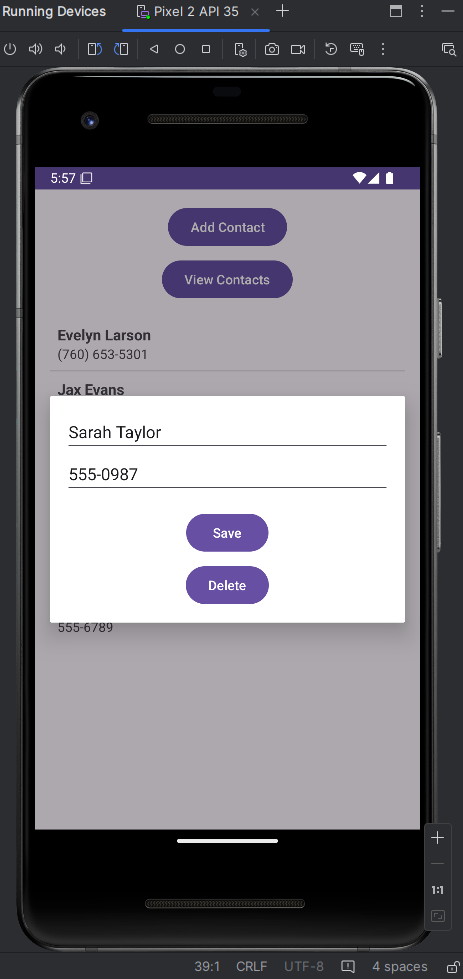 Running Devices
Pixel 2 API 35
5:57
Add Contact
View Contacts
Evelyn Larson
(760) 653-5301
Jax Evans
Sarah Taylor
555-0987
Save
Delete
555-6789
1:1
39:1 CRLF UTF-8 4 spaces